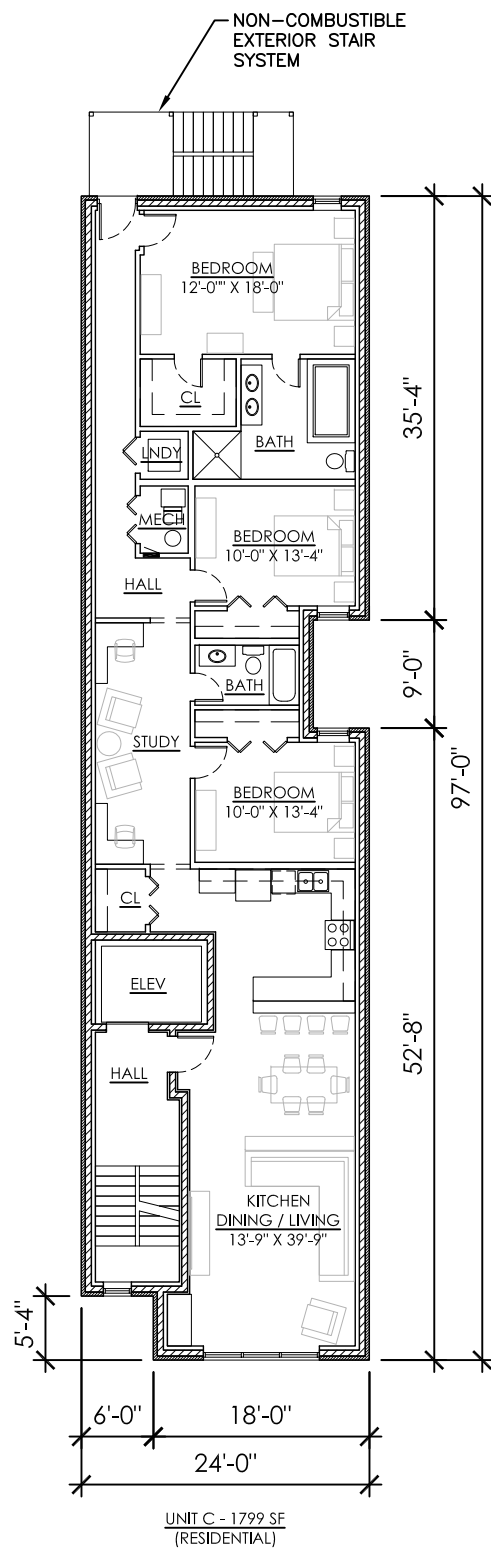 NON-COMBUSTIBLE
EXTERIOR STAIR
SYSTEM
BEDROOM
12'-0"" X 18'-0"
CL
BATH
LNDY
MECH
BEDROOM
10'-0" X 13'-4"
HALL
BATH
STUDY
BEDROOM
10'-0" X 13'-4"
CL
ELEV
HALL
KITCHEN
DINING / LIVING
13'-9" X 39'-9"
35'-4"
9'-0"
97'-0"
52'-8"
5'-4"
6'-0"
18'-0"
24'-0"
UNIT C - 1799 SF
(RESIDENTIAL)